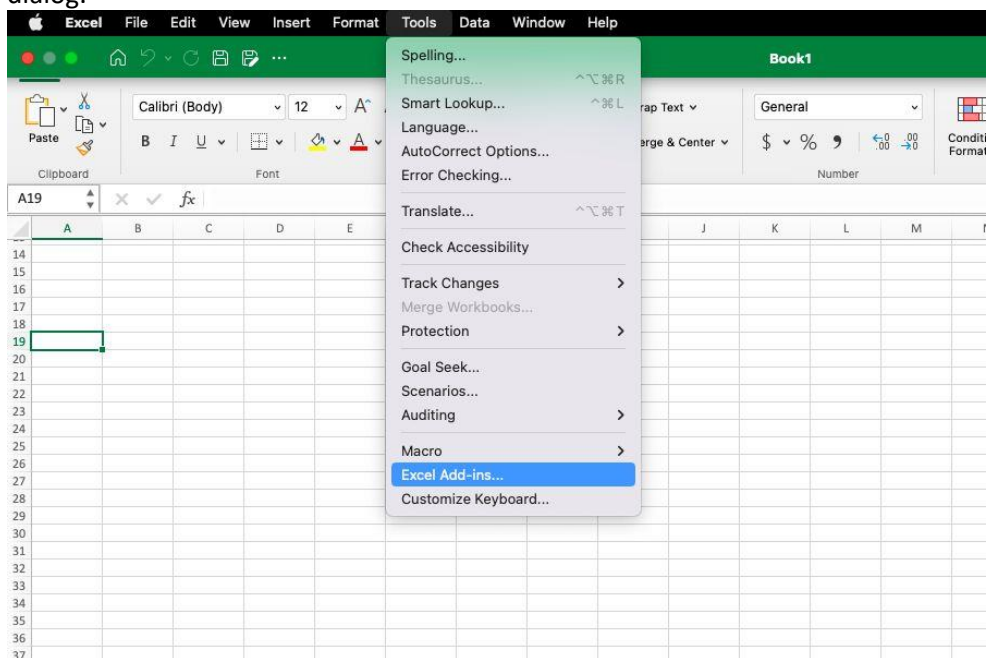 dialog.
Excel File Edit View Insert Format Tools Data Window Help
Book1
Spelling...
Thesaurus... ^⌥⌘R
Smart Lookup... ^⌘L
Language...
AutoCorrect Options...
Error Checking...
Translate... ^⌥⌘T
Check Accessibility
Track Changes >
Merge Workbooks...
Protection >
Goal Seek...
Scenarios...
Auditing >
Macro >
Excel Add-ins...
Customize Keyboard...
Paste
Calibri (Body) 12 A^
B I U A
rap Text General
erge & Center $ % 9 Conditi
Format
Clipboard Font Number
A19 fx
A B C D E J K L M
14
15
16
17
18
19
20
21
22
23
24
25
26
27
28
29
30
31
32
33
34
35
36
37